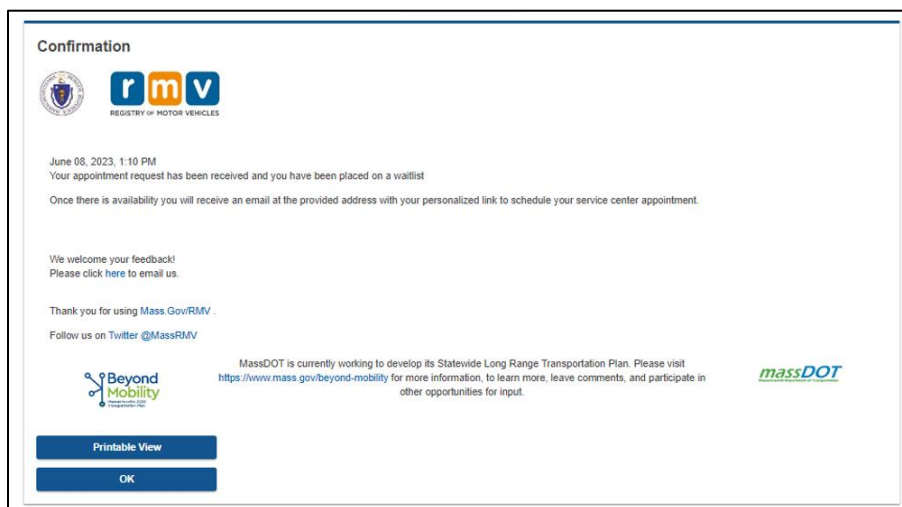 Confirmation
rmv
REGISTRY OF MOTOR VEHICLES
June 08, 2023, 1:10 PM
Your appointment request has been received and you have been placed on a waitlist
Once there is availability you will receive an email at the provided address with your personalized link to schedule your service center appointment.
We welcome your feedback!
Please click here to email us.
Thank you for using Mass.Gov/RMV .
Follow us on Twitter @MassRMV
Beyond
Mobility
MassDOT is currently working to develop its Statewide Long Range Transportation Plan. Please visit
https://www.mass.gov/beyond-mobility for more information, to learn more, leave comments, and participate in
other opportunities for input.
massDOT
Printable View
OK